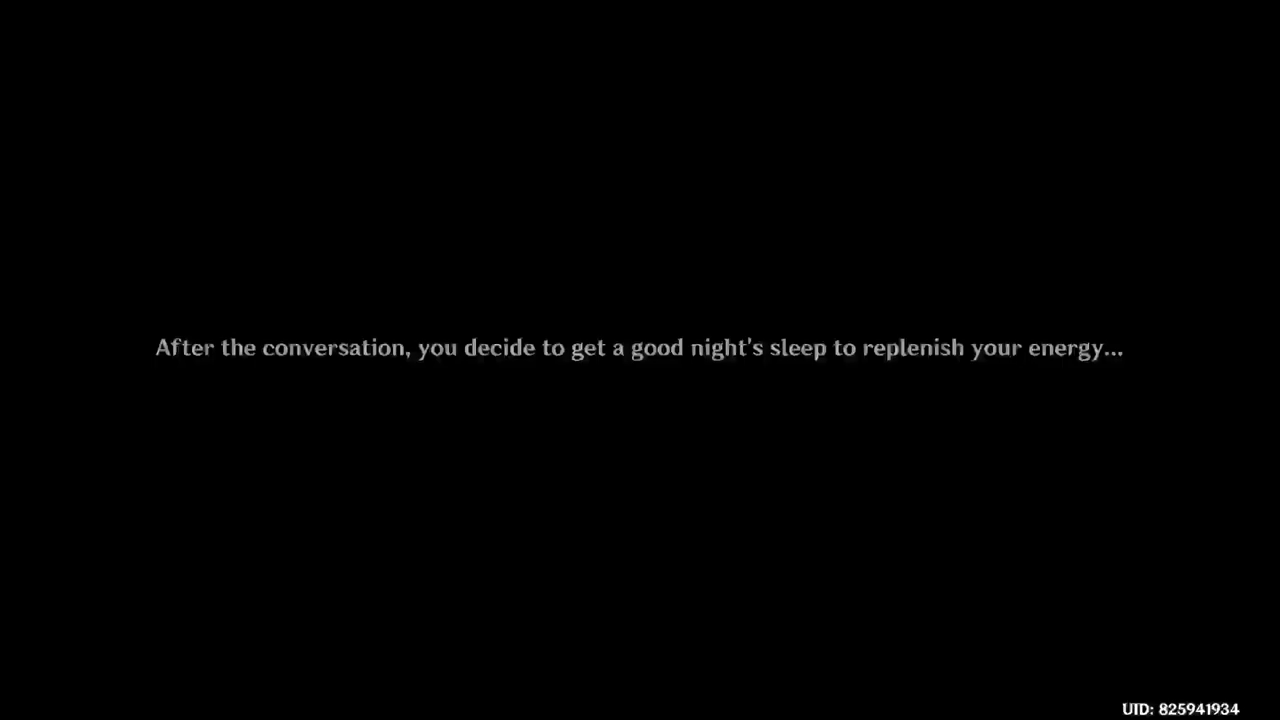 After the conversation, you decide to get a good night's sleep to replenish your energy...
UID: 825941934